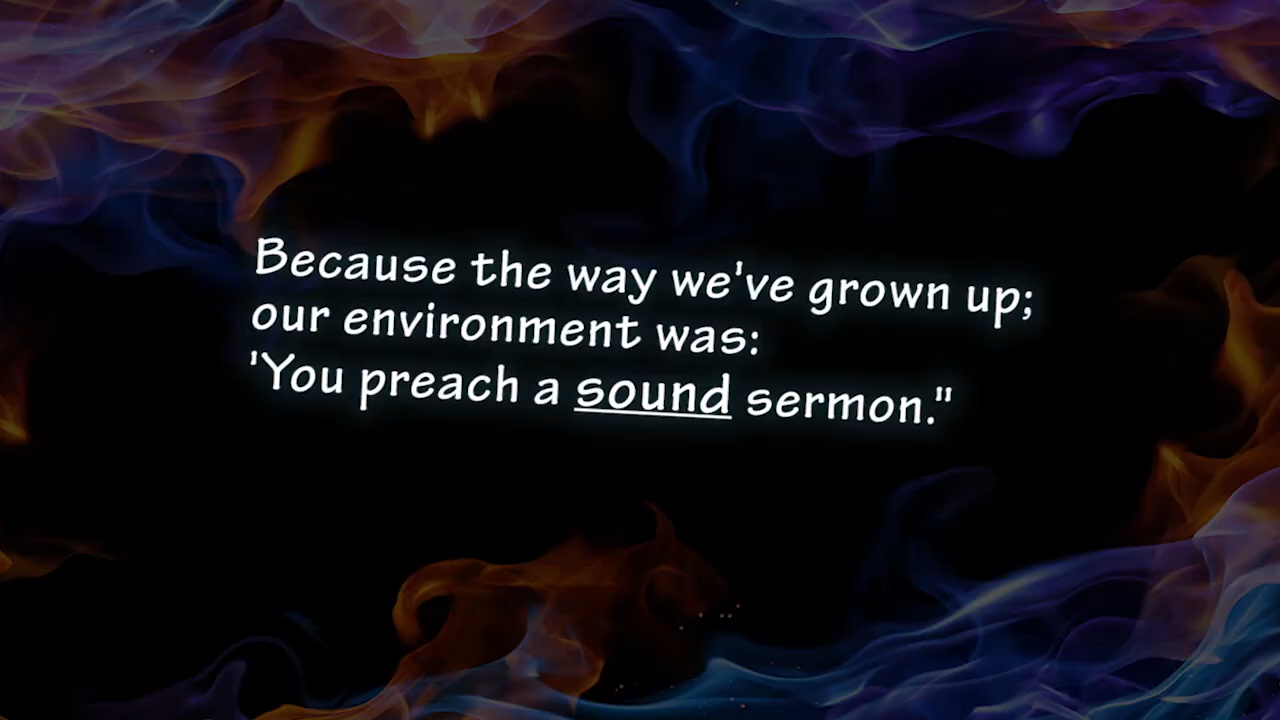 Because the way we've grown up;
our environment was:
'You preach a sound sermon."